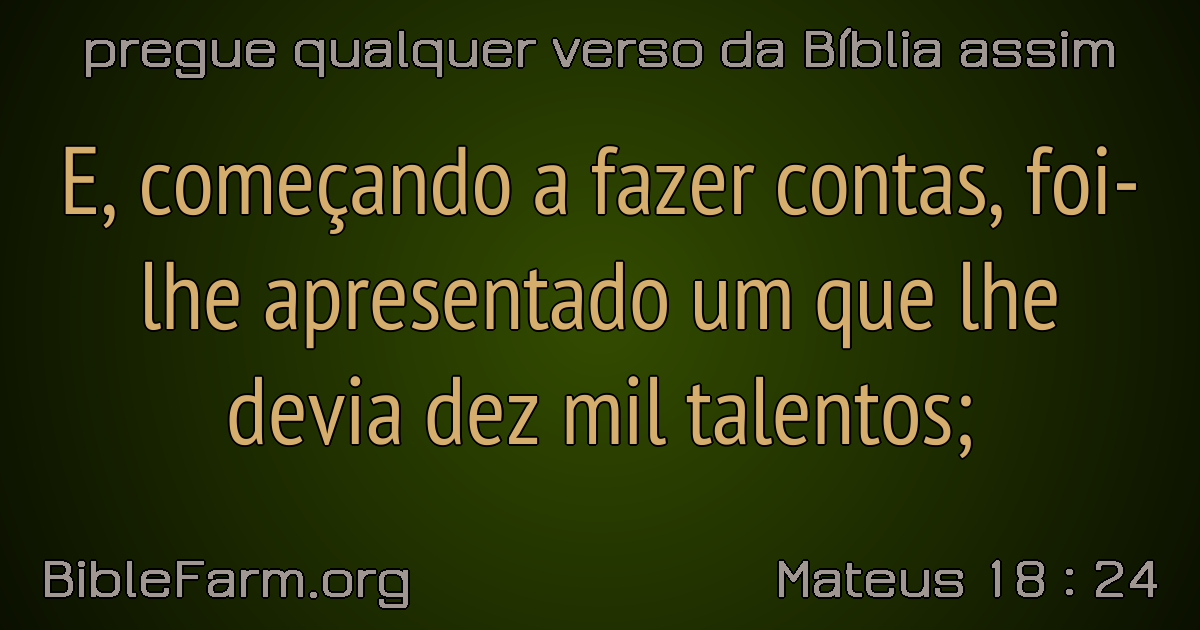 pregue qualquer verso da Bíblia assim
E, começando a fazer contas, foi-
lhe apresentado um que lhe
devia dez mil talentos;
BibleFarm.org
Mateus 18 : 24